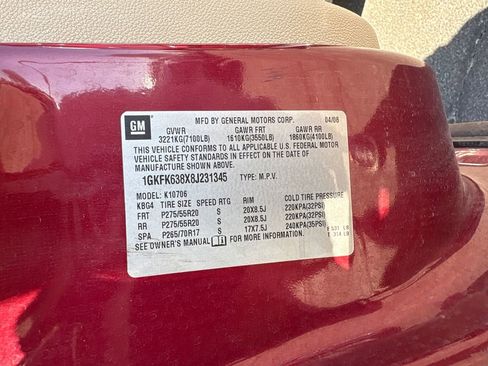 GM
MFD BY GENERAL MOTORS CORP. 04/08
GVWR GAWR FRT GAWR RR
3221KG(7100LB) 1610KG(3550LB) 1860KG(4100LB)
THIS VEHICLE CONFORMS TO ALL APPLICABLE U.S. FEDERAL MOTOR
VEHICLE SAFETY STANDARDS IN EFFECT ON THE DATE OF
MANUFACTURE SHOWN ABOVE.
1GKFK638X8J231345 TYPE: M.P.V.
MODEL: K10706
KBG4 TIRE SIZE SPEED RTG RIM COLD TIRE PRESSURE
FRT P275/55R20 S 20X8.5J 220KPA(32PSI)
RR P275/55R20 S 20X8.5J 220KPA(32PSI)
SPA P265/70R17 S 17X7.5J 240KPA(35PSI)
SEE OWNER'S MANUAL FOR MORE INFORMATION.